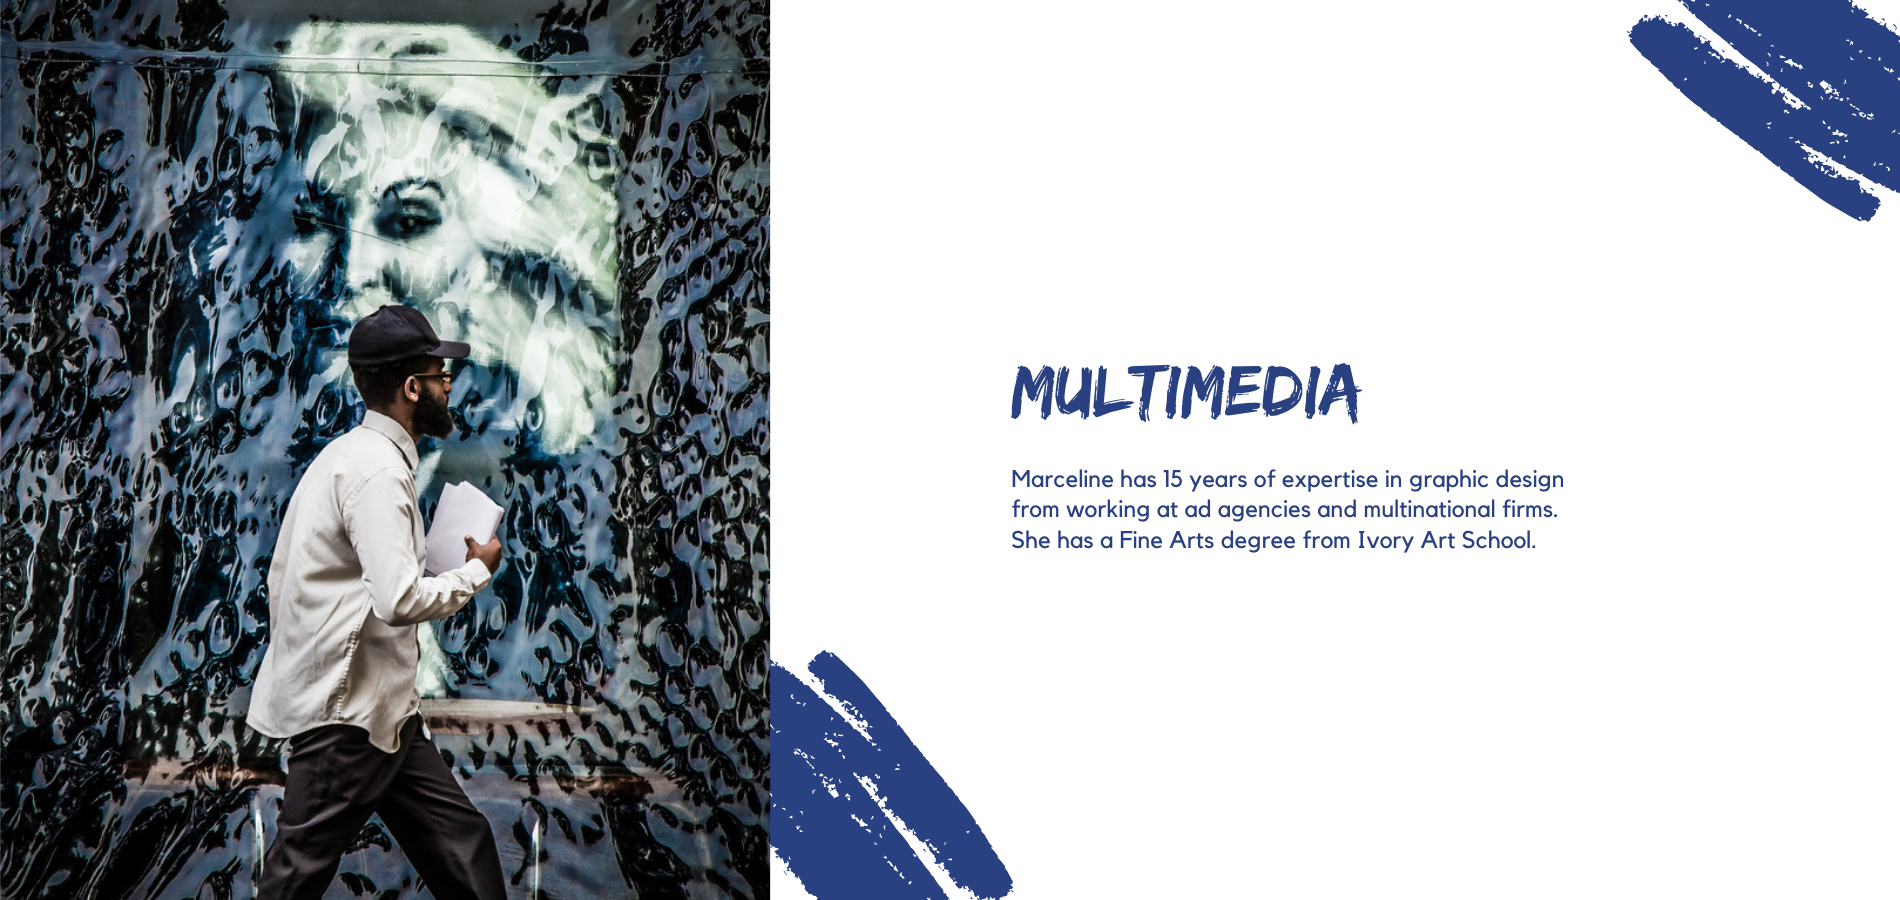 MULTIMEDIA
Marceline has 15 years of expertise in graphic design
from working at ad agencies and multinational firms.
She has a Fine Arts degree from Ivory Art School.